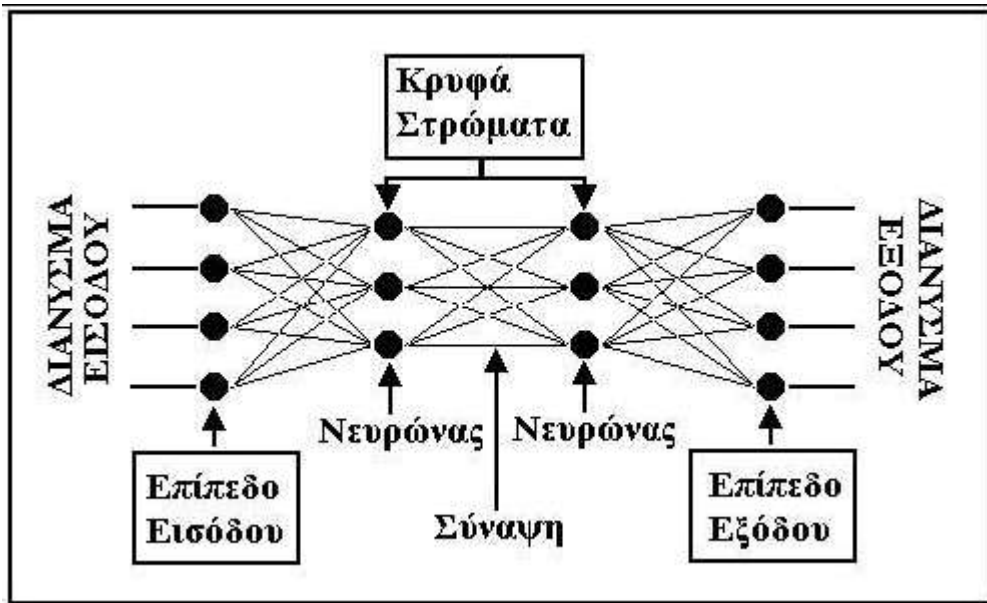 Κρυφά
Στρώματα
ΔΙΑΝΥΣΜΑ
ΕΙΣΟΔΟΥ
ΔΙΑΝΥΣΜΑ
ΕΞΟΔΟΥ
Νευρώνας
Νευρώνας
Επίπεδο
Εισόδου
Σύναψη
Επίπεδο
Εξόδου